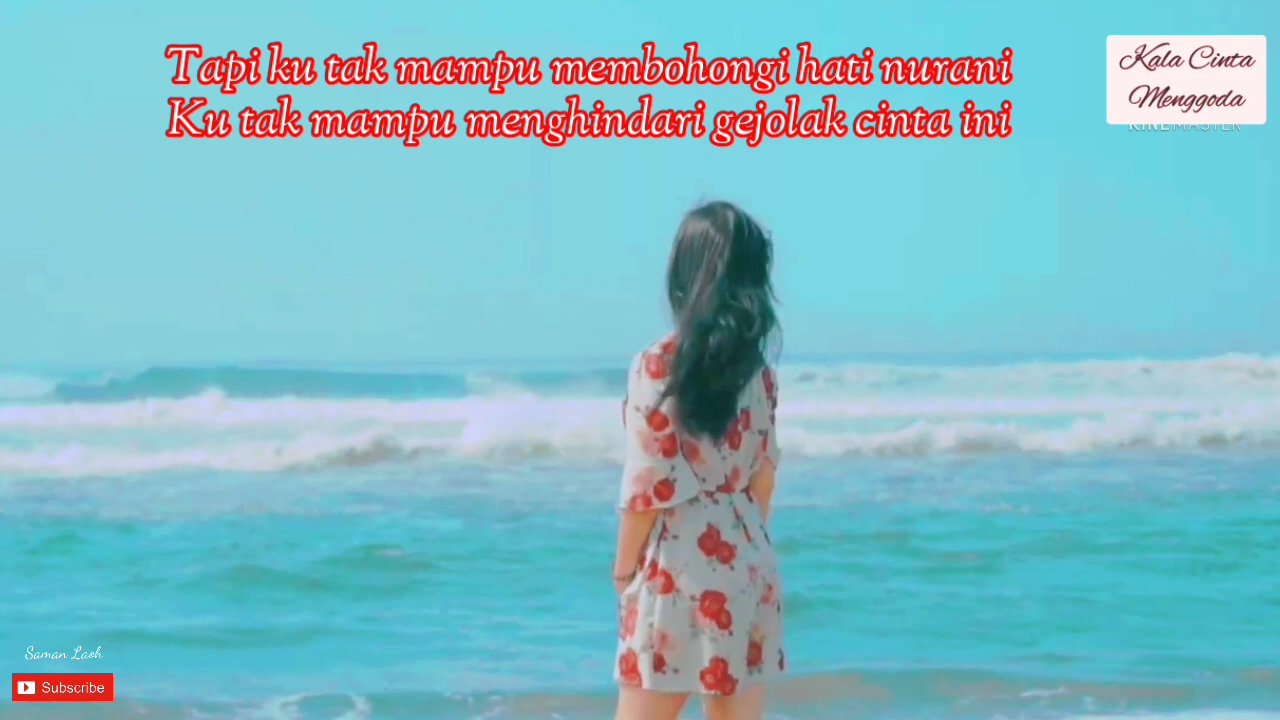 Tapi ku tak mampu membohongi hati nurani
Ku tak mampu menghindari gejolak cinta ini
Kala Cinta
Menggoda
KINEMASTER
Saman Laoh
Subscribe